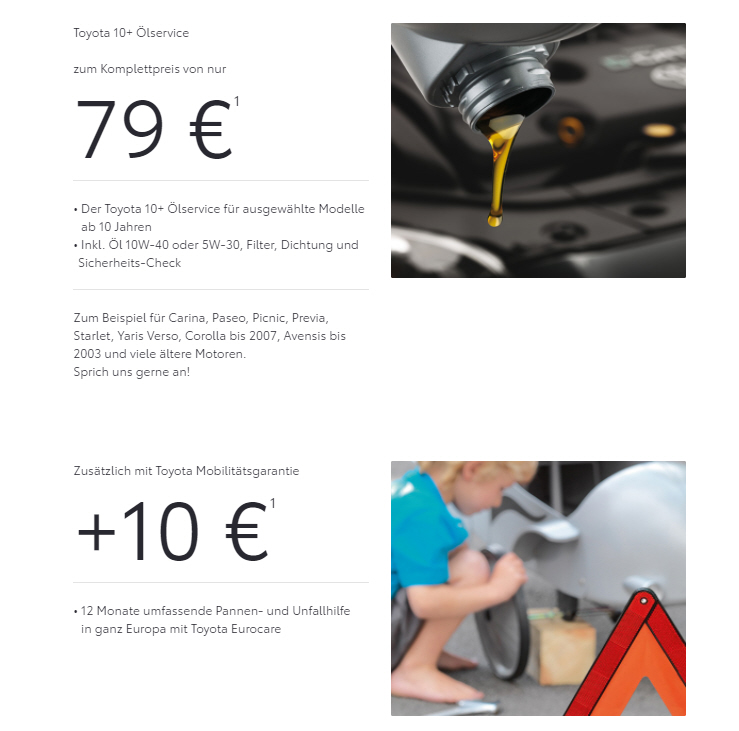 Toyota 10+ Ölservice
zum Komplettpreis von nur
79 €¹
• Der Toyota 10+ Ölservice für ausgewählte Modelle
ab 10 Jahren
• Inkl. Öl 10W-40 oder 5W-30, Filter, Dichtung und
Sicherheits-Check
Zum Beispiel für Carina, Paseo, Picnic, Previa,
Starlet, Yaris Verso, Corolla bis 2007, Avensis bis
2003 und viele ältere Motoren.
Sprich uns gerne an!
Zusätzlich mit Toyota Mobilitätsgarantie
+10 €¹
• 12 Monate umfassende Pannen- und Unfallhilfe
in ganz Europa mit Toyota Eurocare